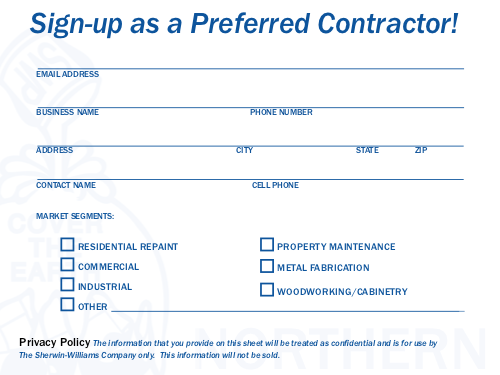 Sign-up as a Preferred Contractor!
EMAIL ADDRESS
BUSINESS NAME PHONE NUMBER
ADDRESS CITY STATE ZIP
CONTACT NAME CELL PHONE
MARKET SEGMENTS:
RESIDENTIAL REPAINT PROPERTY MAINTENANCE
COMMERCIAL METAL FABRICATION
INDUSTRIAL WOODWORKING/CABINETRY
OTHER
COVER
THE
EARTH
NORTHERN
Privacy Policy The information that you provide on this sheet will be treated as confidential and is for use by
The Sherwin-Williams Company only. This information will not be sold.